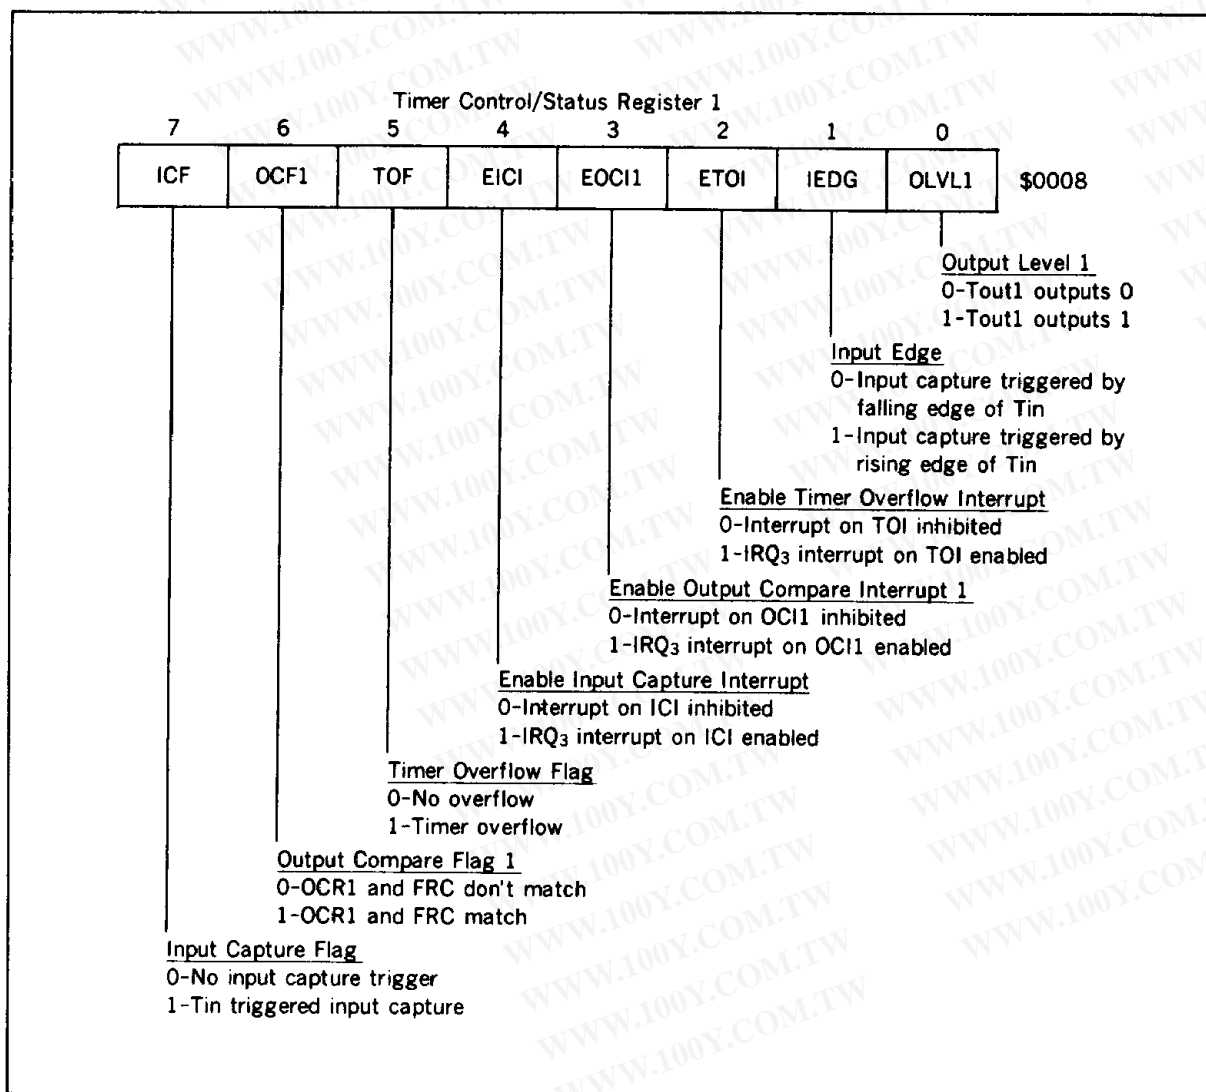 Timer Control/Status Register 1
7 6 5 4 3 2 1 0
ICF OCF1 TOF EICI EOCI1 ETOI IEDG OLVL1 $0008
Output Level 1
0-Tout1 outputs 0
1-Tout1 outputs 1
Input Edge
0-Input capture triggered by
falling edge of Tin
1-Input capture triggered by
rising edge of Tin
Enable Timer Overflow Interrupt
0-Interrupt on TOI inhibited
1-IRQ3 interrupt on TOI enabled
Enable Output Compare Interrupt 1
0-Interrupt on OCI1 inhibited
1-IRQ3 interrupt on OCI1 enabled
Enable Input Capture Interrupt
0-Interrupt on ICI inhibited
1-IRQ3 interrupt on ICI enabled
Timer Overflow Flag
0-No overflow
1-Timer overflow
Output Compare Flag 1
0-OCR1 and FRC don't match
1-OCR1 and FRC match
Input Capture Flag
0-No input capture trigger
1-Tin triggered input capture
WWW.100Y.COM.TW